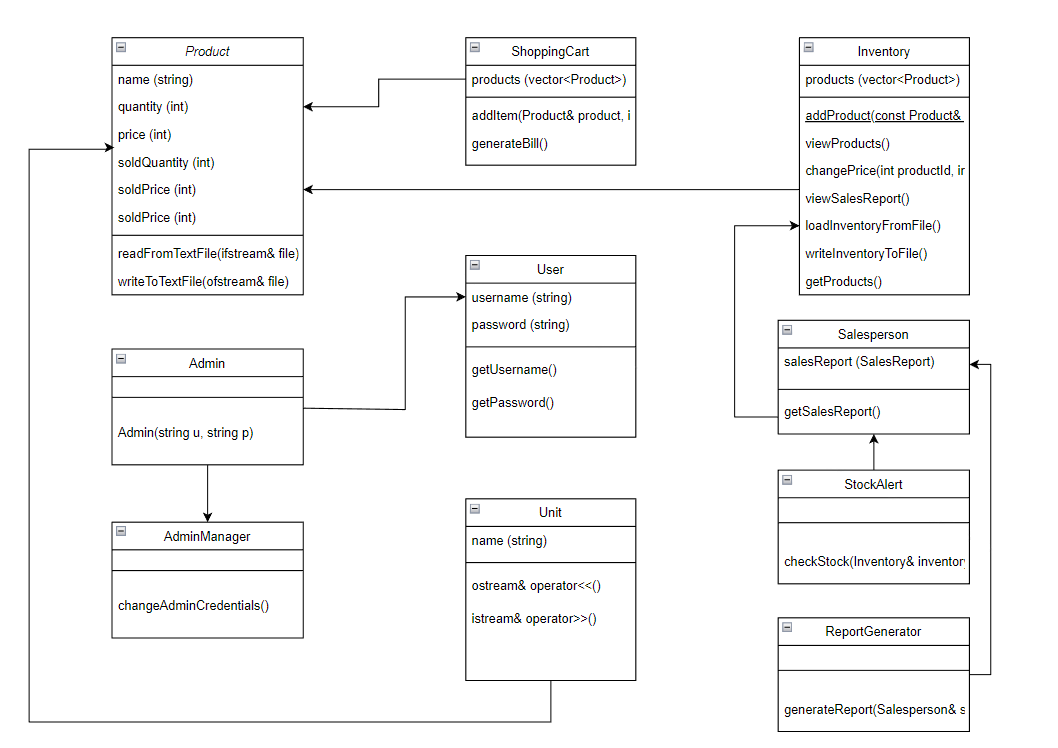 Product
name (string)
quantity (int)
price (int)
soldQuantity (int)
soldPrice (int)
soldPrice (int)
readFromTextFile(ifstream& file)
writeToTextFile(ofstream& file)
ShoppingCart
products (vector<Product>)
addItem(Product& product, i
generateBill()
Inventory
products (vector<Product>)
addProduct(const Product&
viewProducts()
changePrice(int productId, in
viewSalesReport()
loadInventoryFromFile()
writeInventoryToFile()
getProducts()
User
username (string)
password (string)
getUsername()
getPassword()
Admin
Admin(string u, string p)
Salesperson
salesReport (SalesReport)
getSalesReport()
AdminManager
changeAdminCredentials()
Unit
name (string)
ostream& operator<<()
istream& operator>>()
StockAlert
checkStock(Inventory& inventory
ReportGenerator
generateReport(Salesperson& s